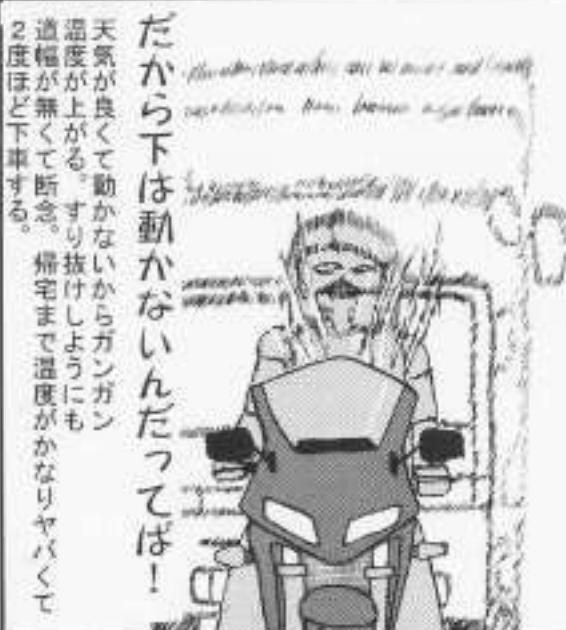 だから下は動かないんだってば！
天気が良くて動かないからガンガン
温度が上がる。すり抜けしようにも
道幅が無くて断念。帰宅まで温度がかなりヤバくて
２度ほど下車する。